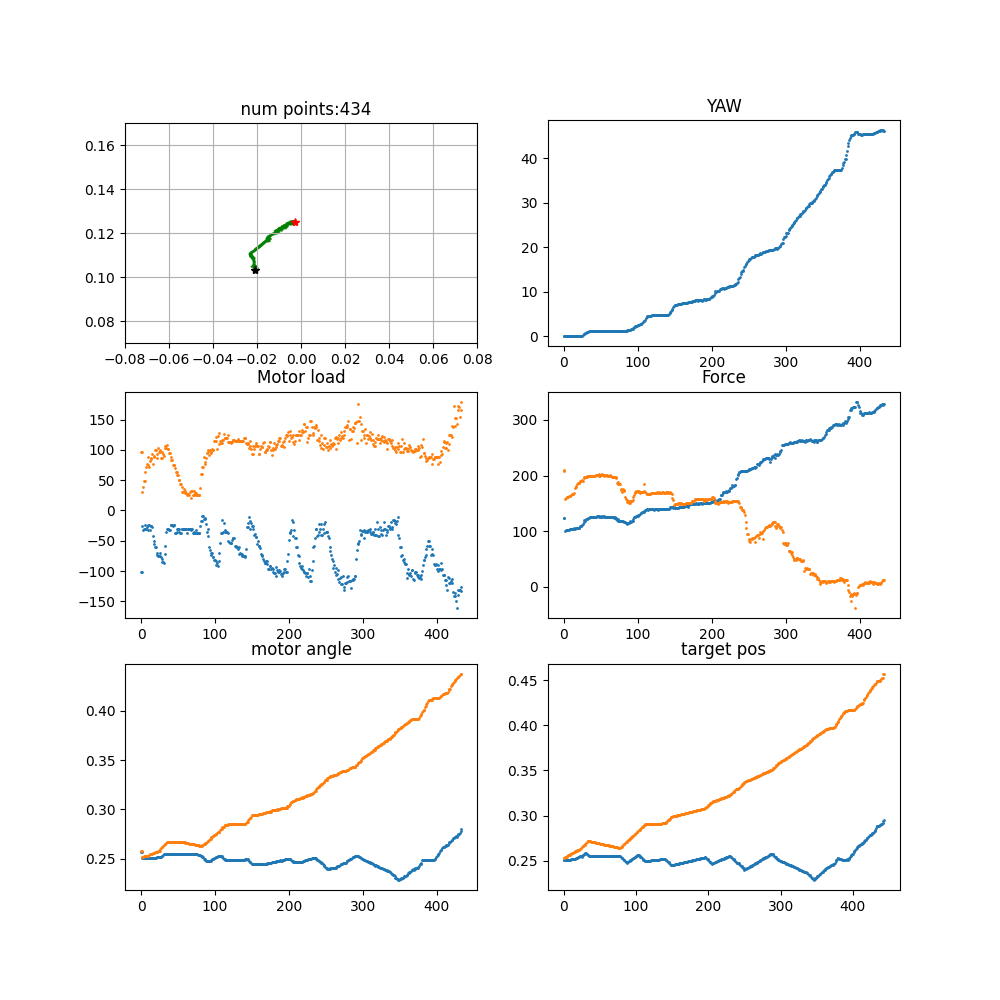 num points:434
0.16
0.14
0.12
0.10
0.08
−0.08 −0.06 −0.04 −0.02 0.00 0.02 0.04 0.06 0.08
YAW
40
30
20
10
0
0 100 200 300 400
Motor load
150
100
50
0
−50
−100
−150
0 100 200 300 400
Force
300
200
100
0
0 100 200 300 400
motor angle
0.40
0.35
0.30
0.25
0 100 200 300 400
target pos
0.45
0.40
0.35
0.30
0.25
0 100 200 300 400